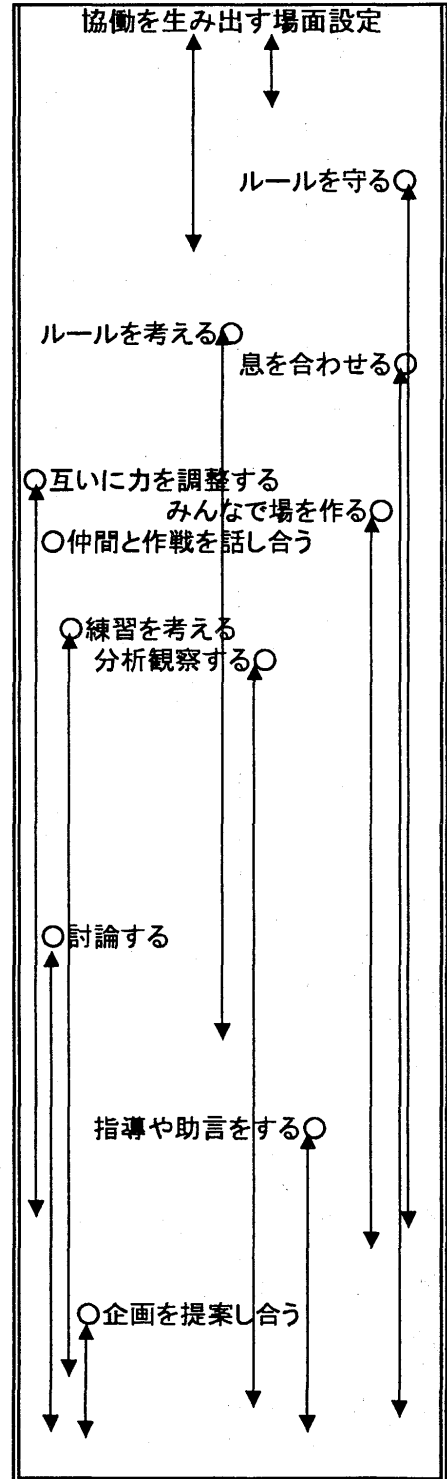 協働を生み出す場面設定
ルールを守る○
ルールを考える○
息を合わせる○
○互いに力を調整する
みんなで場を作る○
○仲間と作戦を話し合う
○練習を考える
分析観察する○
○討論する
指導や助言をする○
○企画を提案し合う